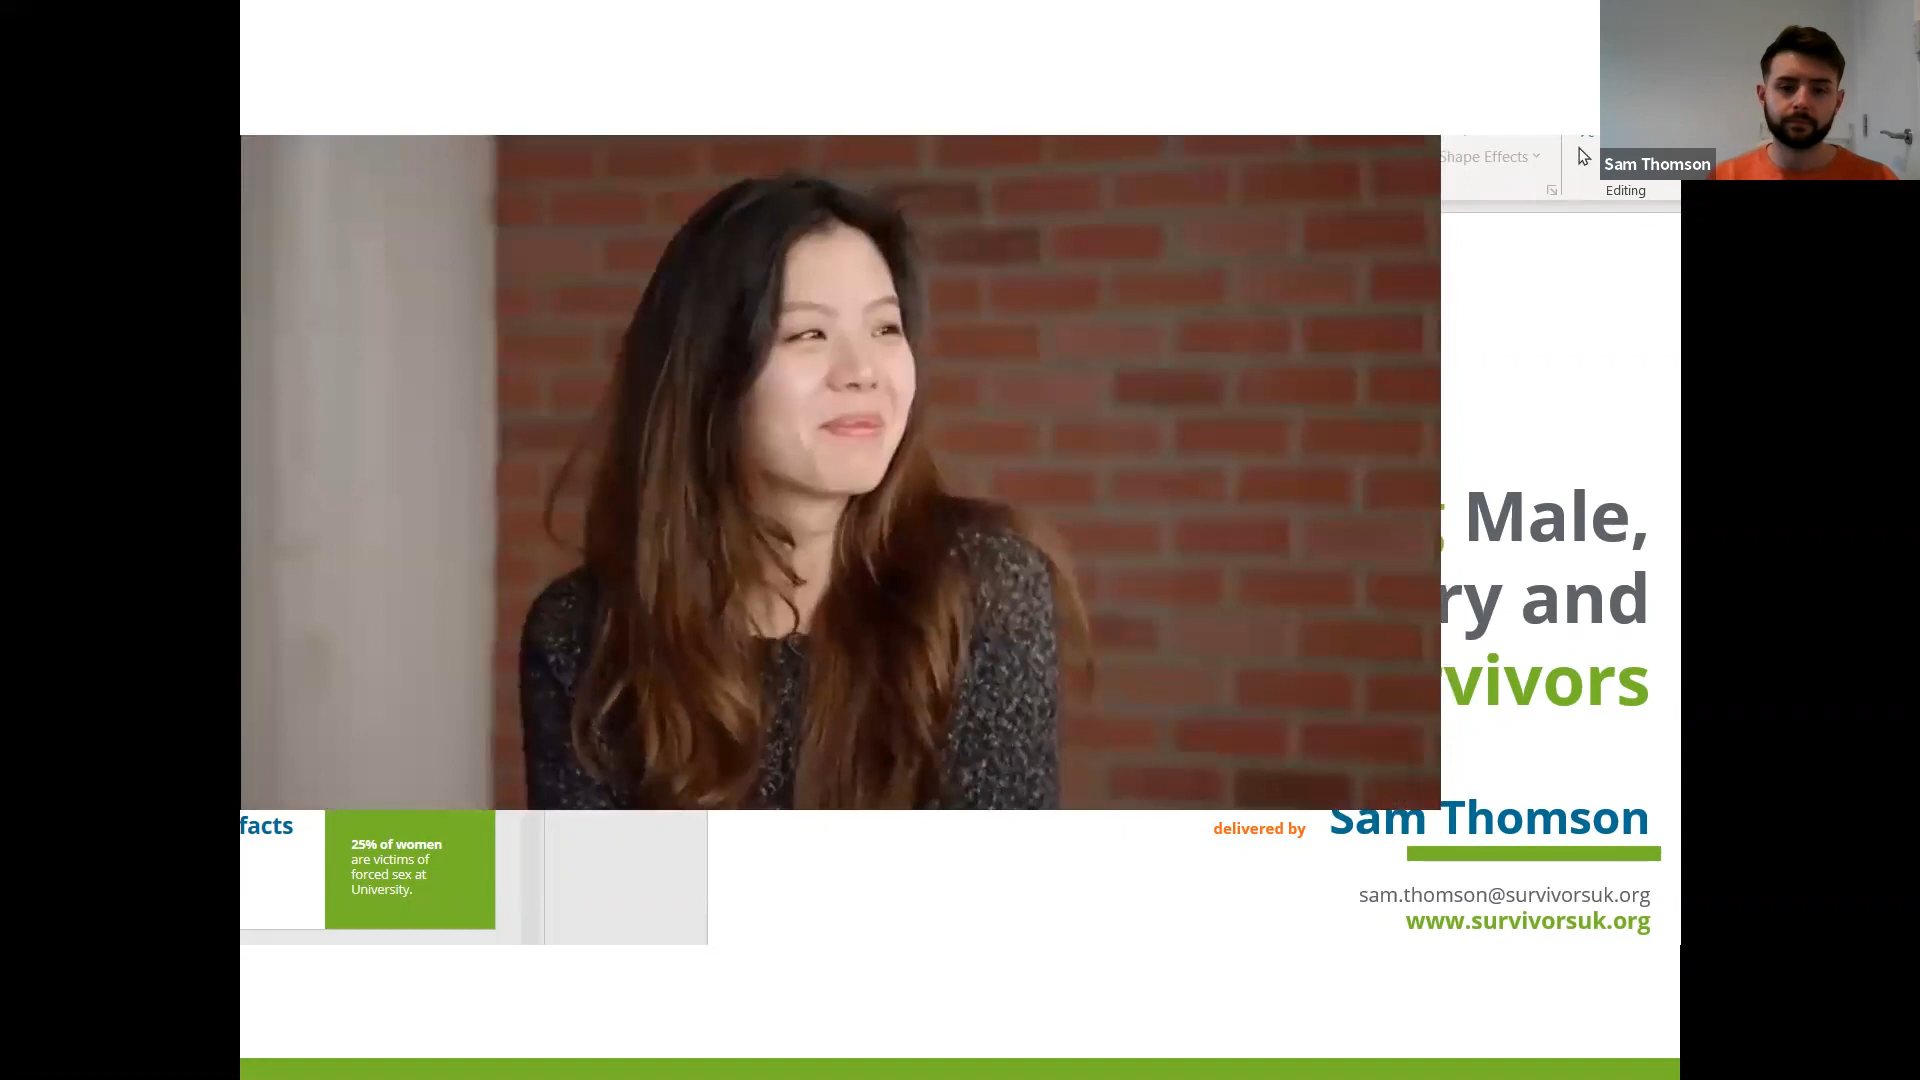 Shape Effects
Sam Thomson
Editing
Male,
ry and
vivors
facts
25% of women
are victims of
forced sex at
University.
delivered by Sam Thomson
sam.thomson@survivorsuk.org
www.survivorsuk.org